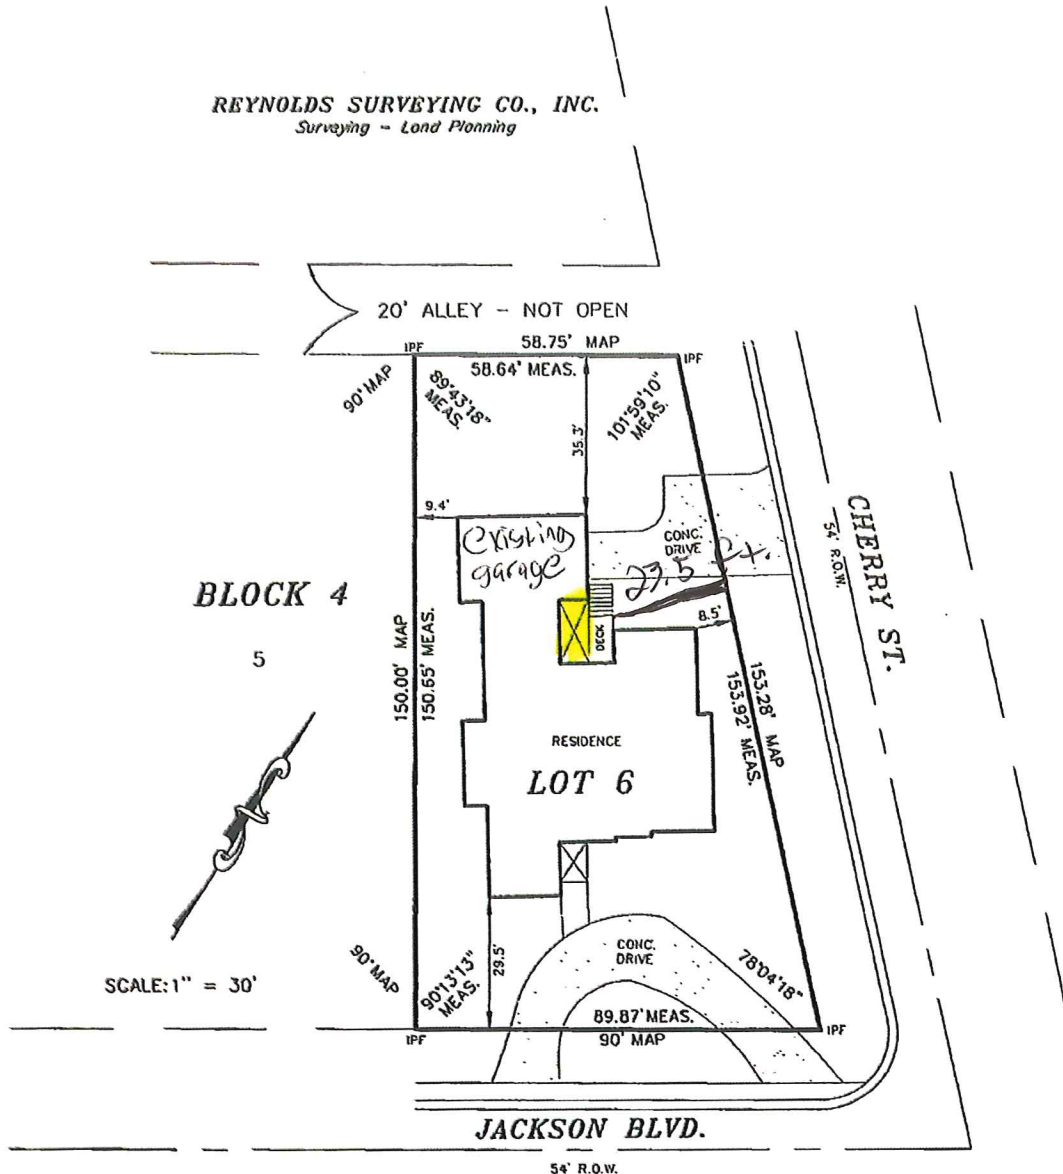 REYNOLDS SURVEYING CO., INC.
Surveying - Land Planning
20' ALLEY - NOT OPEN
58.75' MAP
IPF
IPF
58.64' MEAS.
90° MAP
89°43'18"
MEAS.
101°59'10"
MEAS.
35.3'
9.4'
existing
garage
CONC.
DRIVE
23.5 ft.
8.5'
DECK
CHERRY ST.
54' R.O.W.
BLOCK 4
5
150.00' MAP
150.65' MEAS.
153.28' MAP
153.92' MEAS.
RESIDENCE
LOT 6
SCALE: 1" = 30'
90° MAP
90°13'13"
MEAS.
29.5'
CONC.
DRIVE
78°04'18"
89.87' MEAS.
IPF
90' MAP
IPF
JACKSON BLVD.
54' R.O.W.